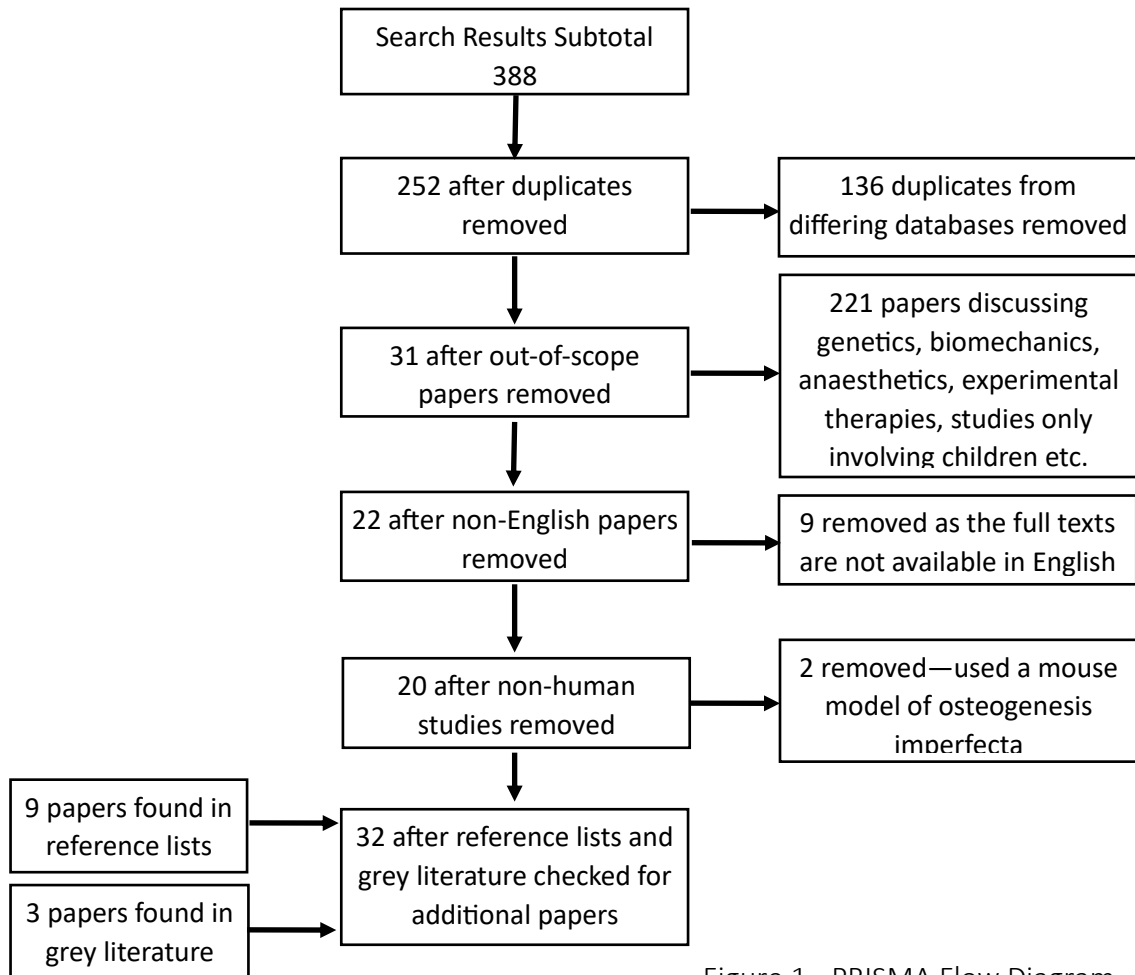 Search Results Subtotal
388
252 after duplicates
removed
136 duplicates from
differing databases removed
31 after out-of-scope
papers removed
221 papers discussing
genetics, biomechanics,
anaesthetics, experimental
therapies, studies only
involving children etc.
22 after non-English papers
removed
9 removed as the full texts
are not available in English
20 after non-human
studies removed
2 removed—used a mouse
model of osteogenesis
imperfecta
9 papers found in
reference lists
3 papers found in
grey literature
32 after reference lists and
grey literature checked for
additional papers
Figure 1 - PRISMA Flow Diagram